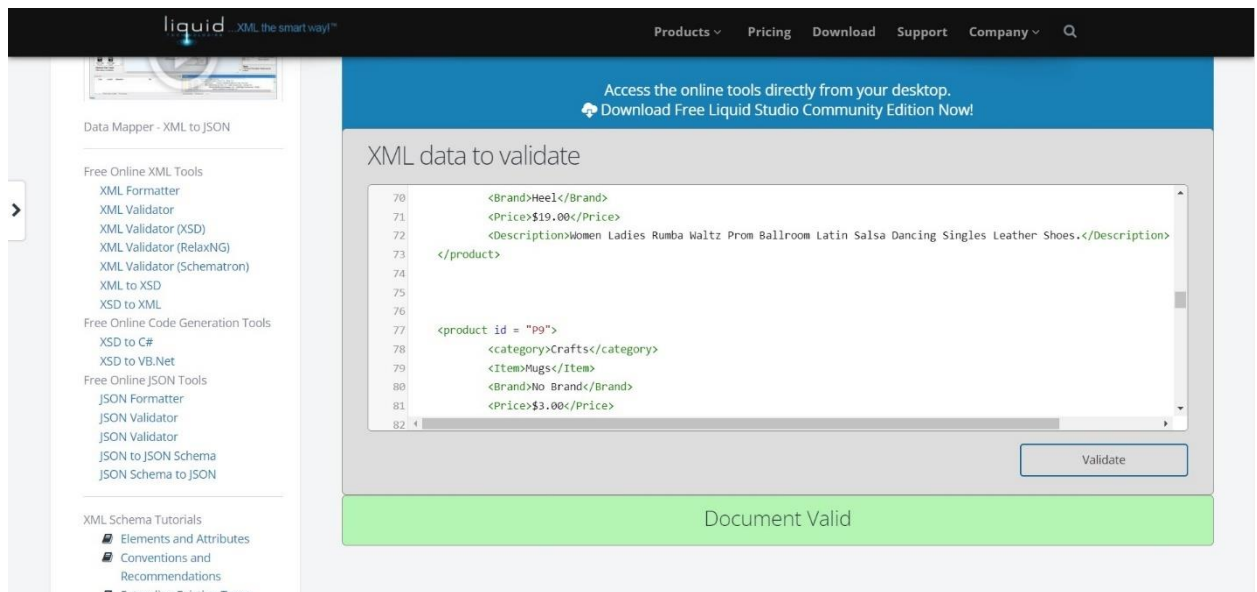 liquid ...XML the smart way!™
Products Pricing Download Support Company
Data Mapper - XML to JSON
Free Online XML Tools
XML Formatter
XML Validator
XML Validator (XSD)
XML Validator (RelaxNG)
XML Validator (Schematron)
XML to XSD
XSD to XML
Free Online Code Generation Tools
XSD to C#
XSD to VB.Net
Free Online JSON Tools
JSON Formatter
JSON Validator
JSON Validator
JSON to JSON Schema
JSON Schema to JSON
XML Schema Tutorials
Elements and Attributes
Conventions and
Recommendations
Access the online tools directly from your desktop.
Download Free Liquid Studio Community Edition Now!
XML data to validate
70 <Brand>Heel</Brand>
71 <Price>$19.00</Price>
72 <Description>Women Ladies Rumba Waltz Prom Ballroom Latin Salsa Dancing Singles Leather Shoes.</Description>
73 </product>
74
75
76
77 <product id = "P9">
78 <category>Crafts</category>
79 <Item>Mugs</Item>
80 <Brand>No Brand</Brand>
81 <Price>$3.00</Price>
82
Validate
Document Valid